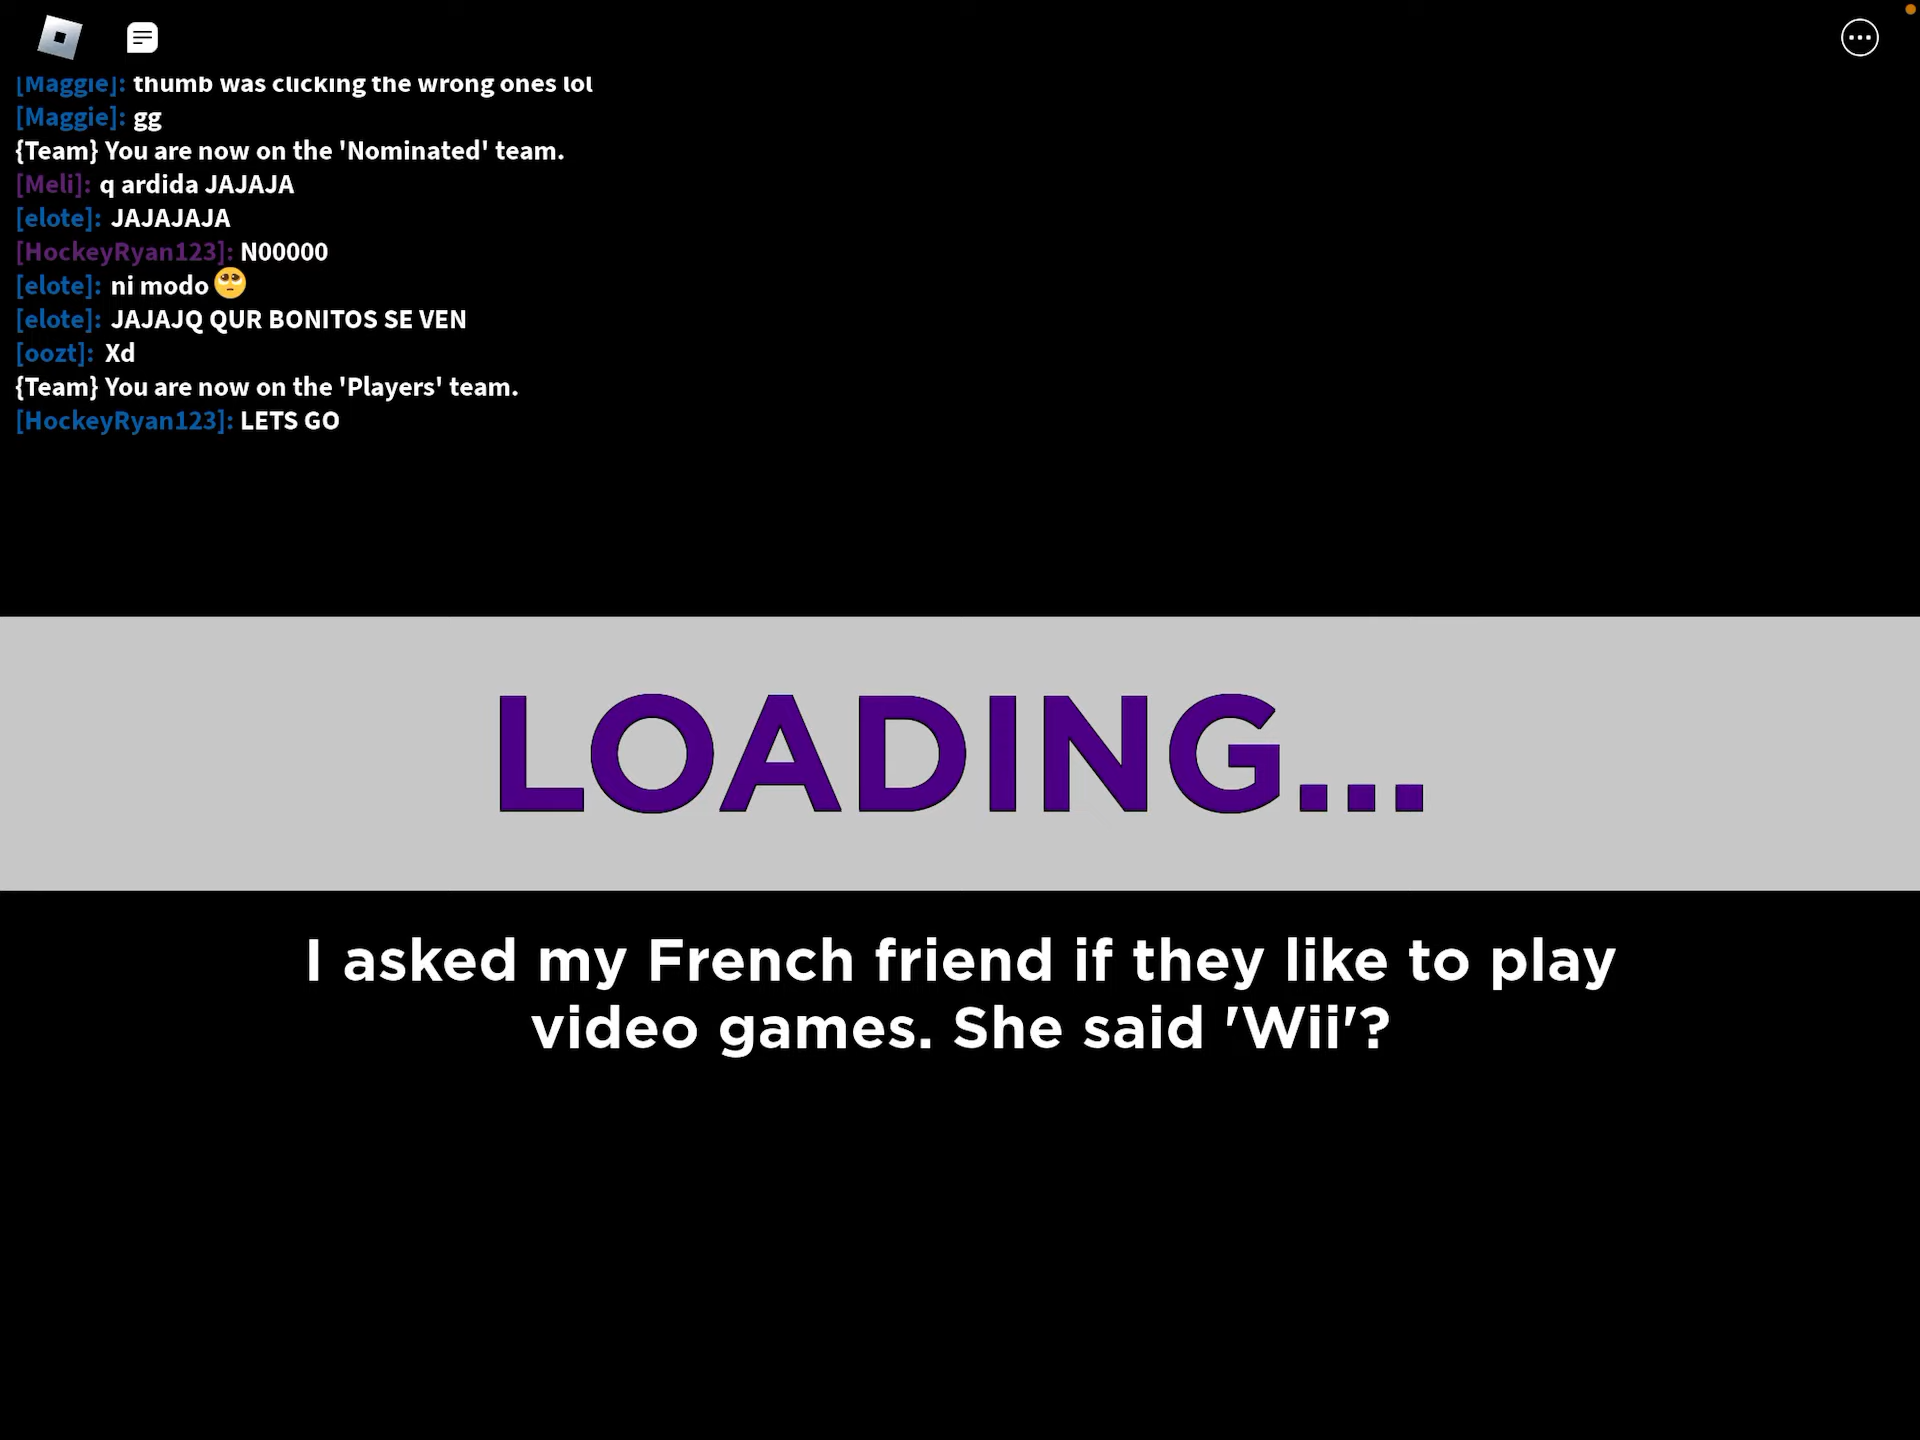 [Maggie]: thumb was clicking the wrong ones lol
[Maggie]: gg
{Team} You are now on the 'Nominated' team.
[Meli]: q ardida JAJAJA
[elote]: JAJAJAJA
[HockeyRyan123]: N00000
[elote]: ni modo🥺
[elote]: JAJAJQ QUR BONITOS SE VEN
[oozt]: Xd
{Team} You are now on the 'Players' team.
[HockeyRyan123]: LETS GO
LOADING...
I asked my French friend if they like to play
video games. She said 'Wii'?